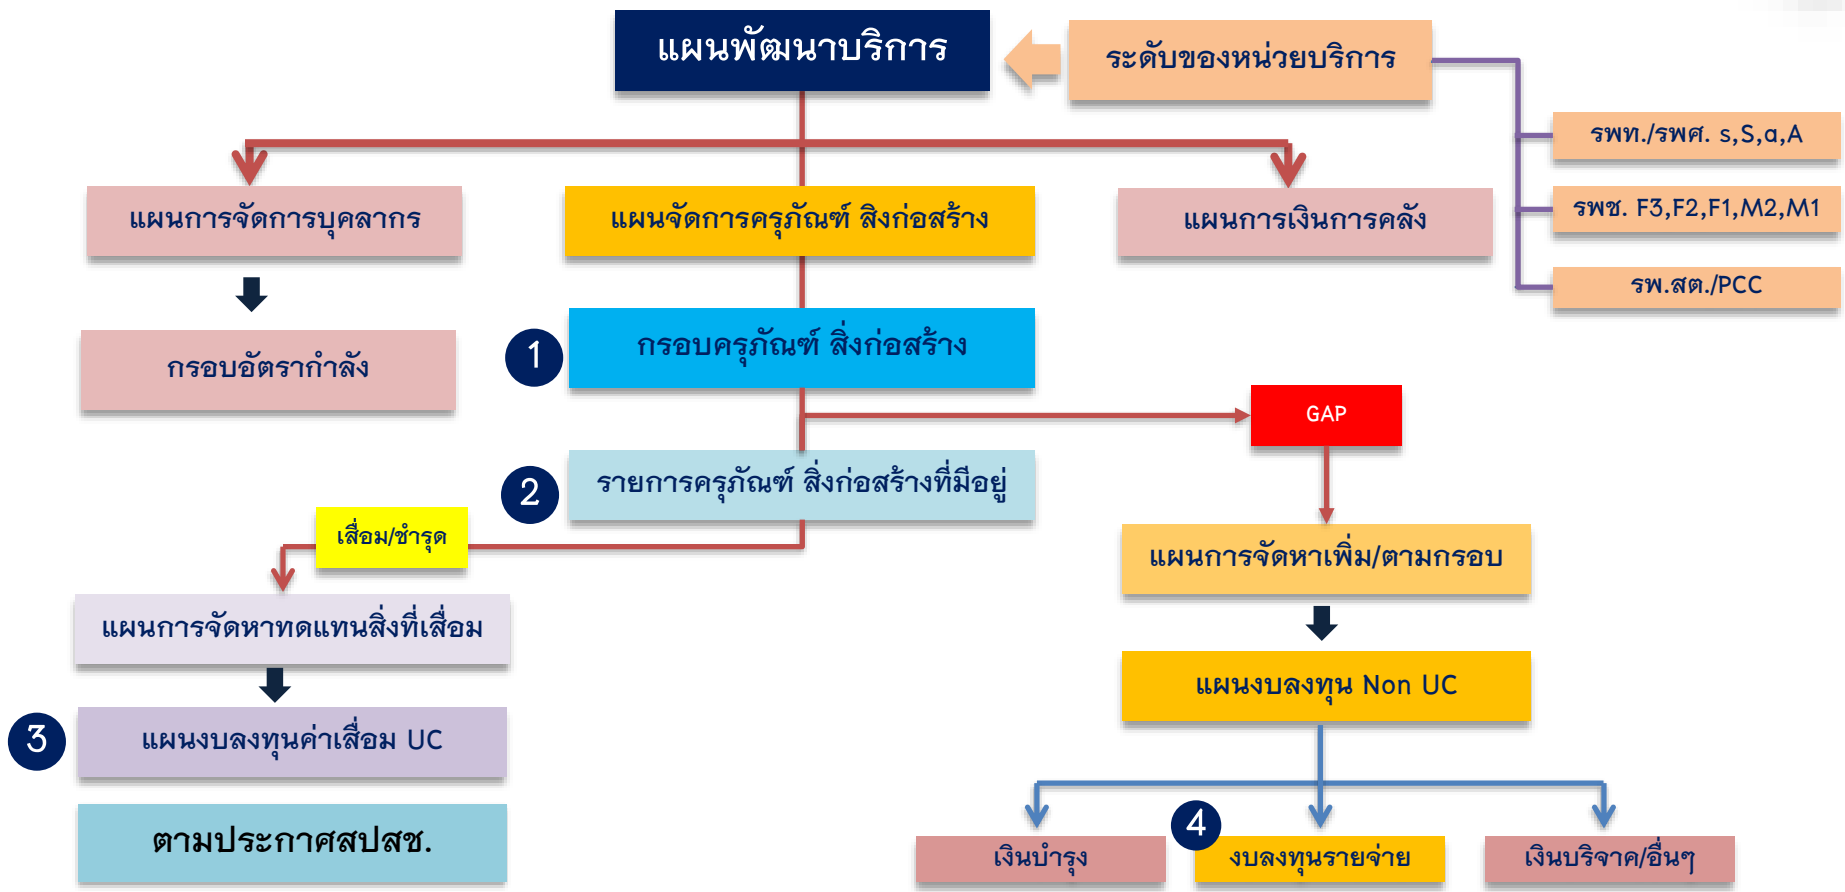 แผนพัฒนาบริการ
ระดับของหน่วยบริการ
รพท./รพศ. s,S,a,A
รพช. F3,F2,F1,M2,M1
รพ.สต./PCC
แผนการจัดการบุคลากร
แผนจัดการครุภัณฑ์ สิงก่อสร้าง
แผนการเงินการคลัง
กรอบอัตรากำลัง
1
กรอบครุภัณฑ์ สิ่งก่อสร้าง
GAP
2
รายการครุภัณฑ์ สิ่งก่อสร้างที่มีอยู่
เสื่อม/ชำรุด
แผนการจัดหาเพิ่ม/ตามกรอบ
แผนการจัดหาทดแทนสิ่งที่เสื่อม
แผนงบลงทุน Non UC
3
แผนงบลงทุนค่าเสื่อม UC
ตามประกาศสปสช.
4
เงินบำรุง
งบลงทุนรายจ่าย
เงินบริจาค/อื่นๆ